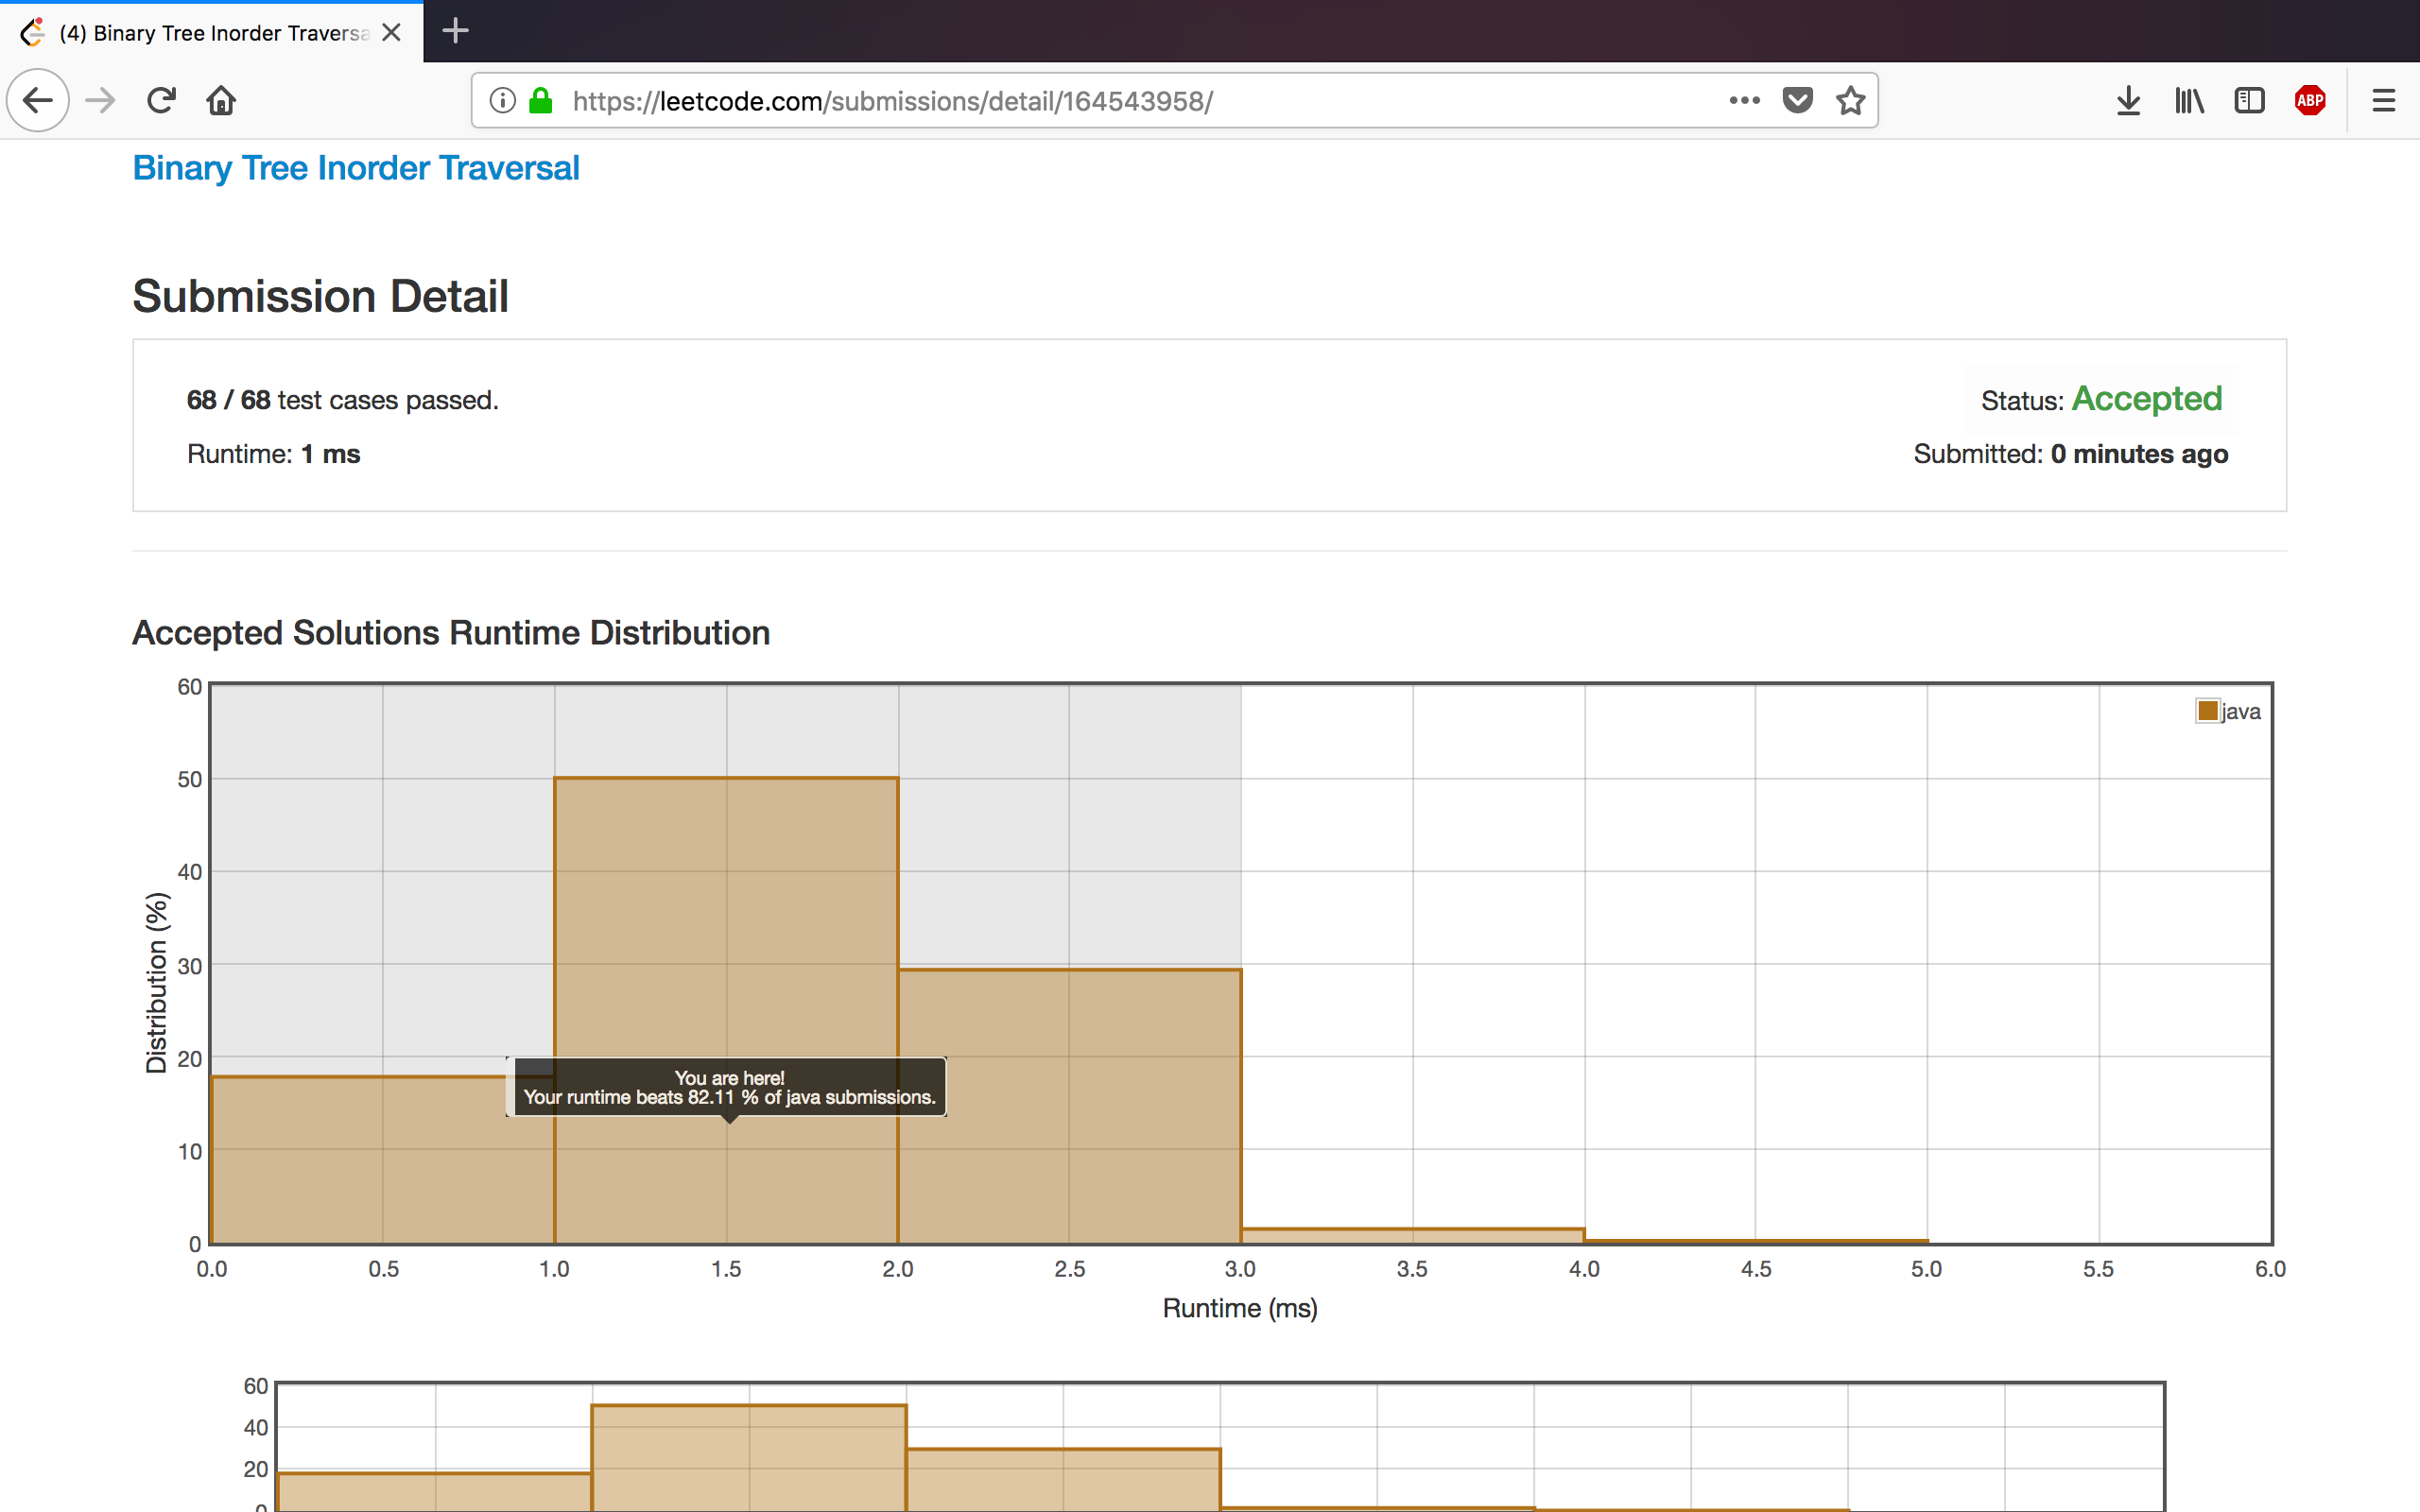 (4) Binary Tree Inorder Traversa
https://leetcode.com/submissions/detail/164543958/
ABP
Binary Tree Inorder Traversal
Submission Detail
68 / 68 test cases passed.
Status: Accepted
Runtime: 1 ms
Submitted: 0 minutes ago
Accepted Solutions Runtime Distribution
60
50
40
30
20
10
0
Distribution (%)
java
You are here!
Your runtime beats 82.11 % of java submissions.
0.0 0.5 1.0 1.5 2.0 2.5 3.0 3.5 4.0 4.5 5.0 5.5 6.0
Runtime (ms)
60
40
20
0